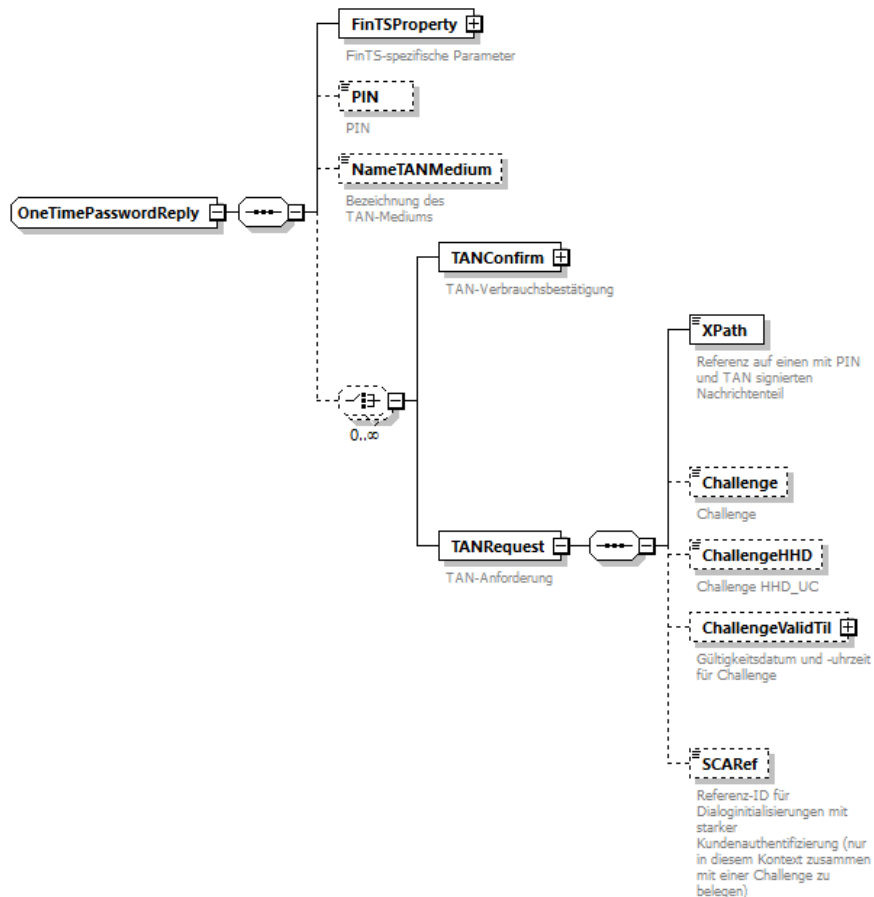 FinTSProperty
FinTS-spezifische Parameter
PIN
PIN
NameTANMedium
Bezeichnung des
TAN-Mediums
OneTimePasswordReply
TANConfirm
TAN-Verbrauchsbestätigung
XPath
Referenz auf einen mit PIN
und TAN signierten
Nachrichtenteil
0..∞
Challenge
Challenge
TANRequest
TAN-Anforderung
ChallengeHHD
Challenge HHD_UC
ChallengeValidTil
Gültigkeitsdatum und -uhrzeit
für Challenge
SCARef
Referenz-ID für
Dialoginitialisierungen mit
starker
Kundenauthentifizierung (nur
in diesem Kontext zusammen
mit einer Challenge zu
belegen)